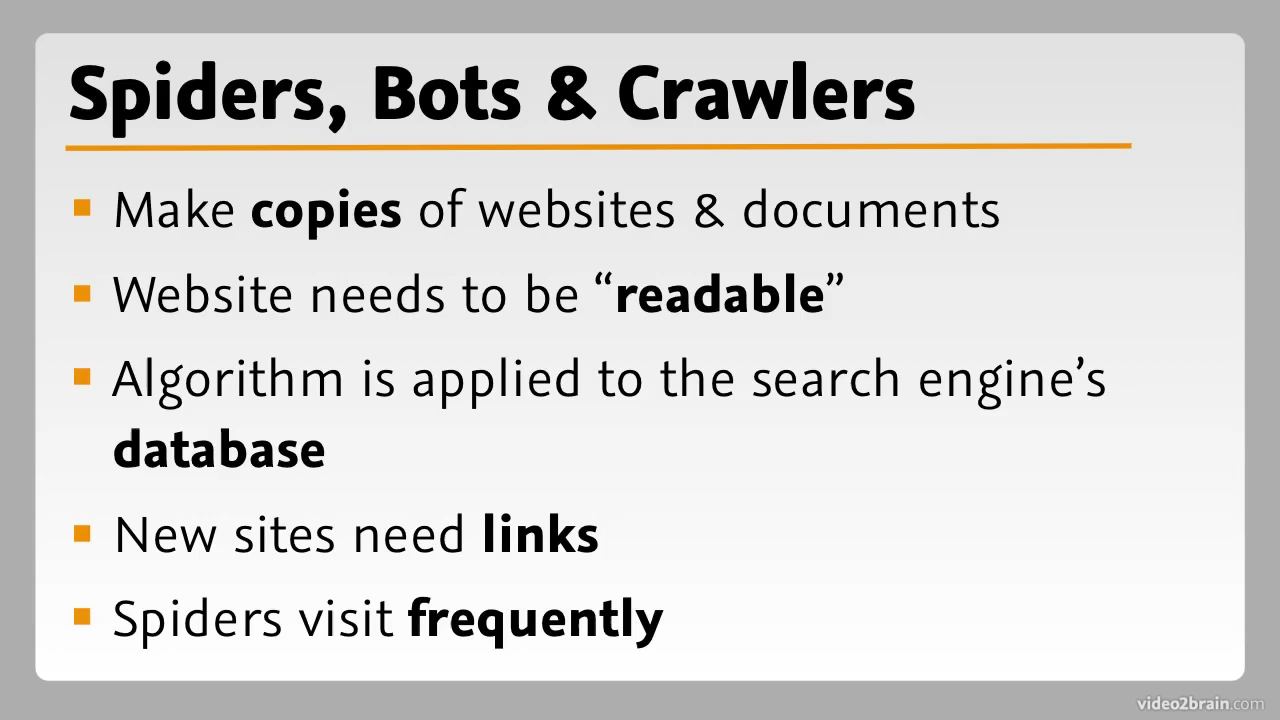 Spiders, Bots & Crawlers
▪ Make copies of websites & documents
▪ Website needs to be “readable”
▪ Algorithm is applied to the search engine’s
database
▪ New sites need links
▪ Spiders visit frequently
video2brain.com